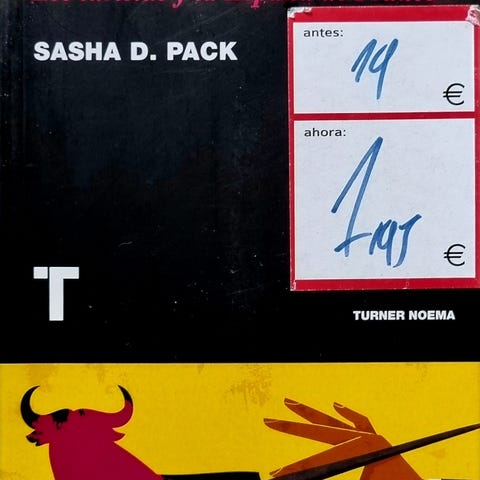 SASHA D. PACK
antes:
19
€
ahora:
1,95
€
T
TURNER NOEMA